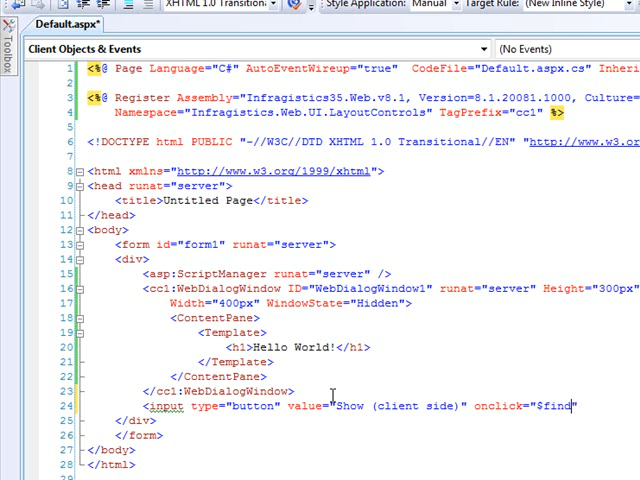 XHTML 1.0 Transitional Style Application: Manual Target Rule: (New Inline Style)
Default.aspx*
Toolbox
Client Objects & Events (No Events)
1 <%@ Page Language="C#" AutoEventWireup="true" CodeFile="Default.aspx.cs" Inheri
2
3 <%@ Register Assembly="Infragistics35.Web.v8.1, Version=8.1.20081.1000, Culture=
4 Namespace="Infragistics.Web.UI.LayoutControls" TagPrefix="cc1" %>
5
6 <!DOCTYPE html PUBLIC "-//W3C//DTD XHTML 1.0 Transitional//EN" "http://www.w3.or
7
8 <html xmlns="http://www.w3.org/1999/xhtml">
9 <head runat="server">
10 <title>Untitled Page</title>
11 </head>
12 <body>
13 <form id="form1" runat="server">
14 <div>
15 <asp:ScriptManager runat="server" />
16 <cc1:WebDialogWindow ID="WebDialogWindow1" runat="server" Height="300px"
17 Width="400px" WindowState="Hidden">
18 <ContentPane>
19 <Template>
20 <h1>Hello World!</h1>
21 </Template>
22 </ContentPane>
23 </cc1:WebDialogWindow>
24 <input type="button" value="Show (client side)" onclick="$find"
25 </div>
26 </form>
27 </body>
28 </html>